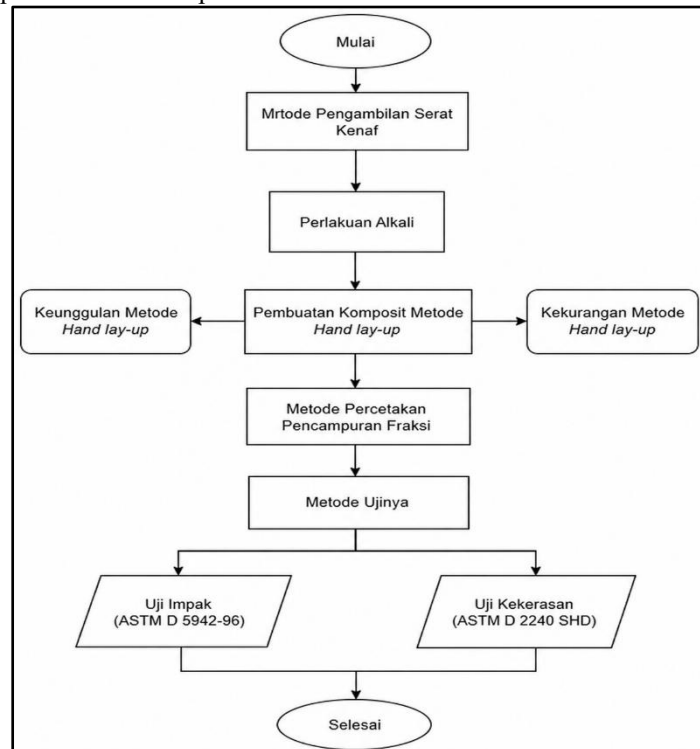 Mulai
Mrtode Pengambilan Serat
Kenaf
Perlakuan Alkali
Keunggulan Metode
Hand lay-up
Pembuatan Komposit Metode
Hand lay-up
Kekurangan Metode
Hand lay-up
Metode Percetakan
Pencampuran Fraksi
Metode Ujinya
Uji Impak
(ASTM D 5942-96)
Uji Kekerasan
(ASTM D 2240 SHD)
Selesai